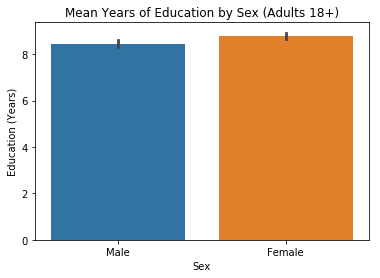 Mean Years of Education by Sex (Adults 18+)
Education (Years)
8
6
4
2
0
Male Female
Sex